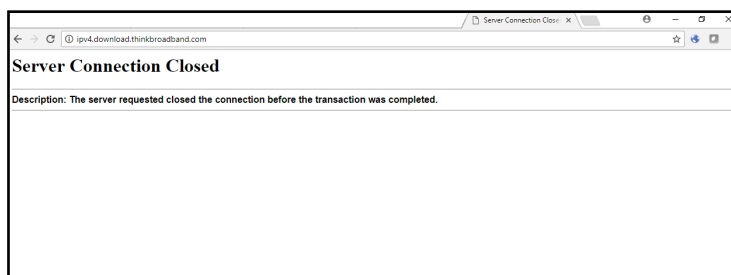 Server Connection Close
ipv4.download.thinkbroadband.com
Server Connection Closed
Description: The server requested closed the connection before the transaction was completed.